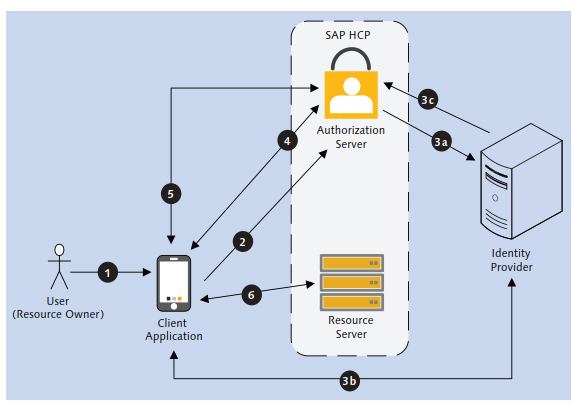 SAP HCP
3c
Authorization
Server
3a
4
5
2
Identity
Provider
1
User
(Resource Owner)
6
Client
Application
Resource
Server
3b